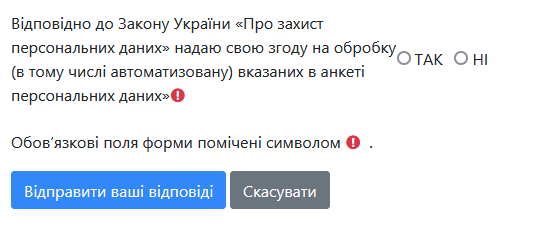 Відповідно до Закону України «Про захист
персональних даних» надаю свою згоду на обробку
(в тому числі автоматизовану) вказаних в анкеті
персональних даних»
ТАК НІ
Обов’язкові поля форми помічені символом .
Відправити ваші відповіді Скасувати